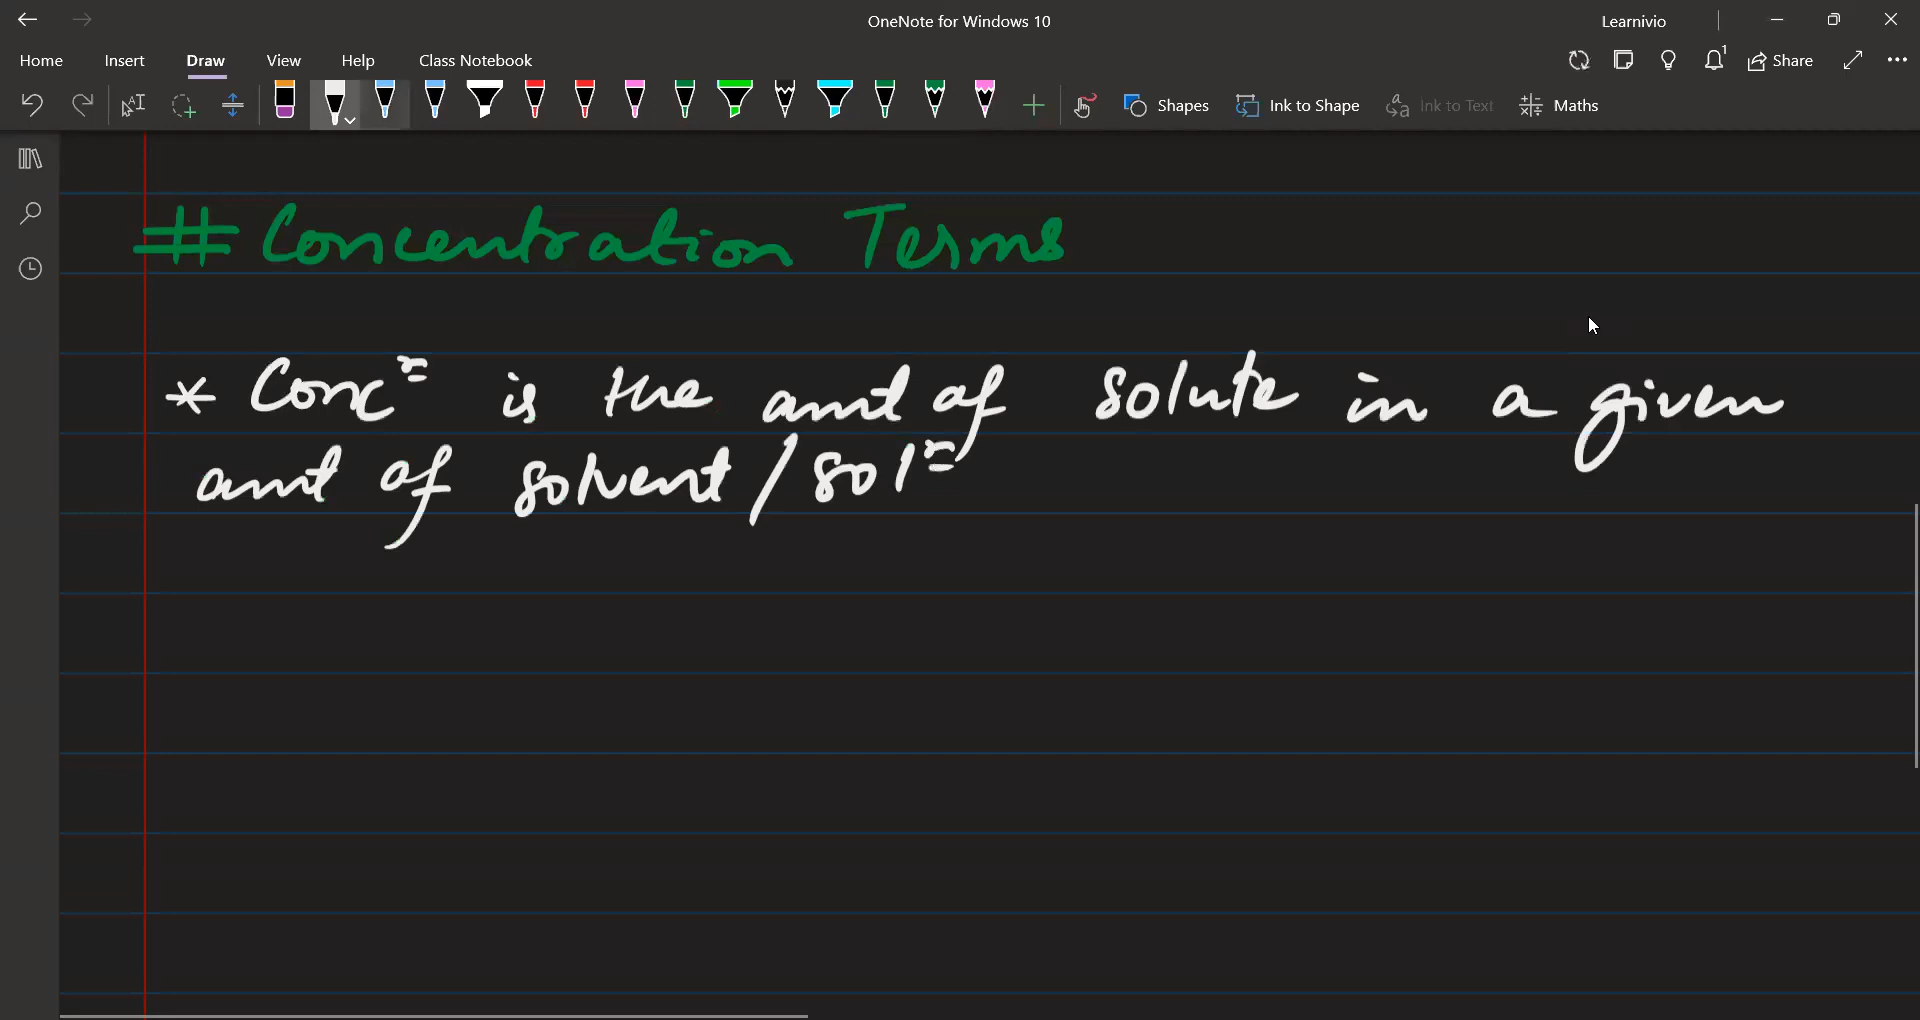 OneNote for Windows 10
Learnivio
Home Insert Draw View Help Class Notebook
1
Share
Shapes Ink to Shape Ink to Text Maths
# Concentration Terms
* Concⁿ is the amt of solute in a given
amt of solvent / solⁿ